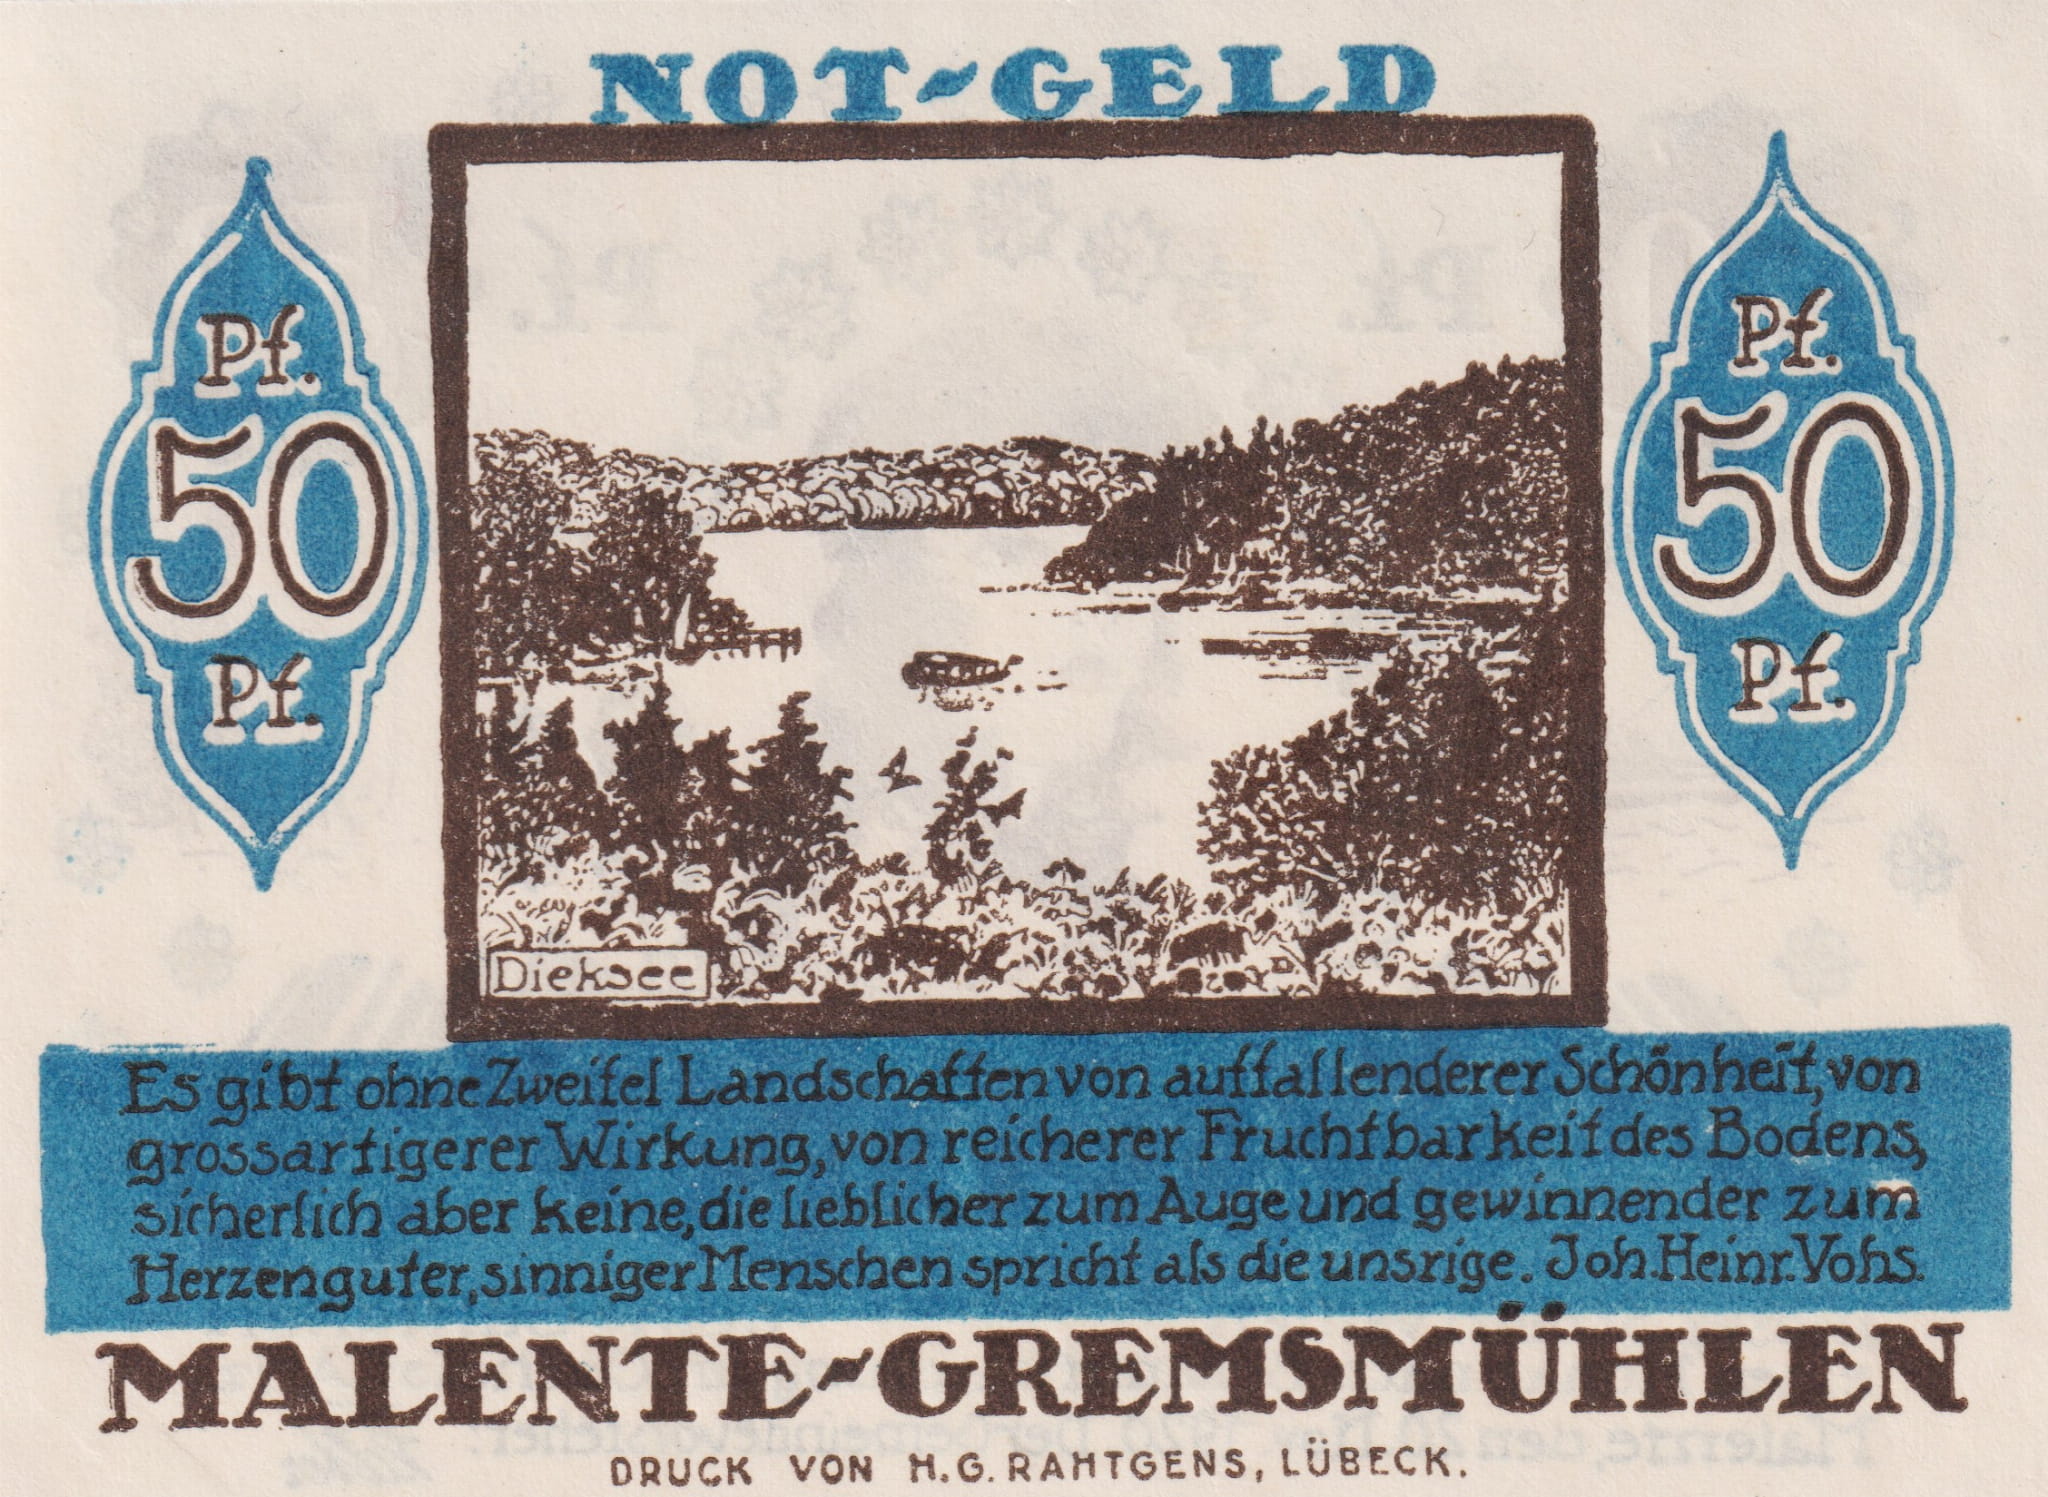 NOT-GELD
Pf.
50
Pf.
Pf.
50
Pf.
Dieksee
Es gibt ohne Zweifel Landschaften von auffallenderer Schönheit, von
grossartigerer Wirkung, von reicherer Fruchtbarkeit des Bodens,
sicherlich aber keine, die lieblicher zum Auge und gewinnender zum
Herzen guter, sinniger Menschen spricht als die unsrige. Joh. Heinr. Vohs.
MALENTE-GREMSMÜHLEN
DRUCK VON H.G. RAHTGENS, LÜBECK.